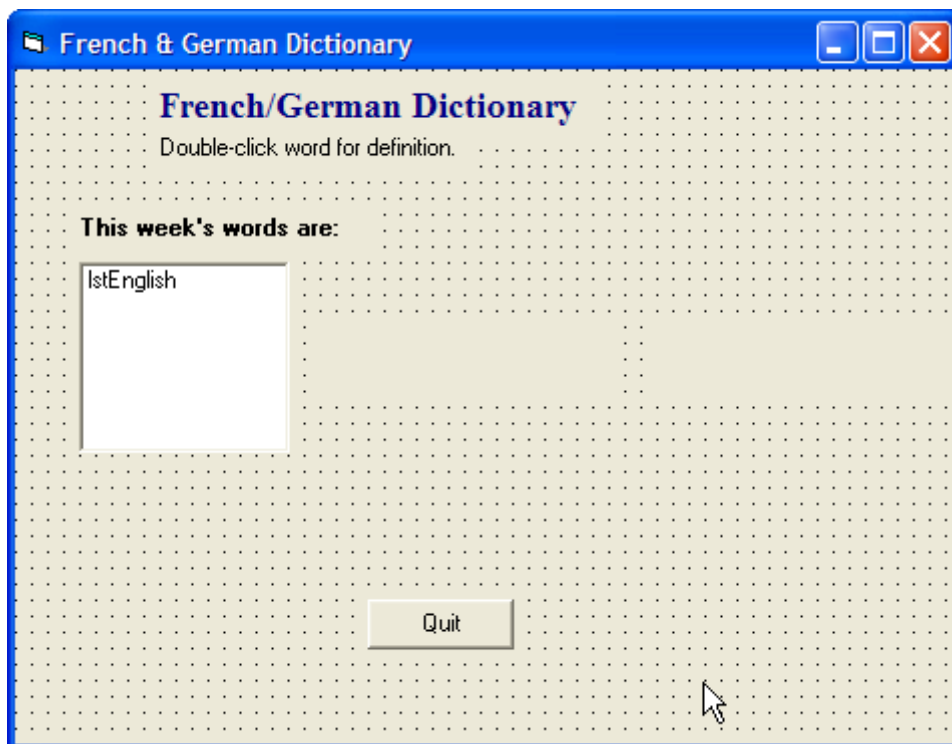 French & German Dictionary
French/German Dictionary
Double-click word for definition.
This week's words are:
lstEnglish
Quit